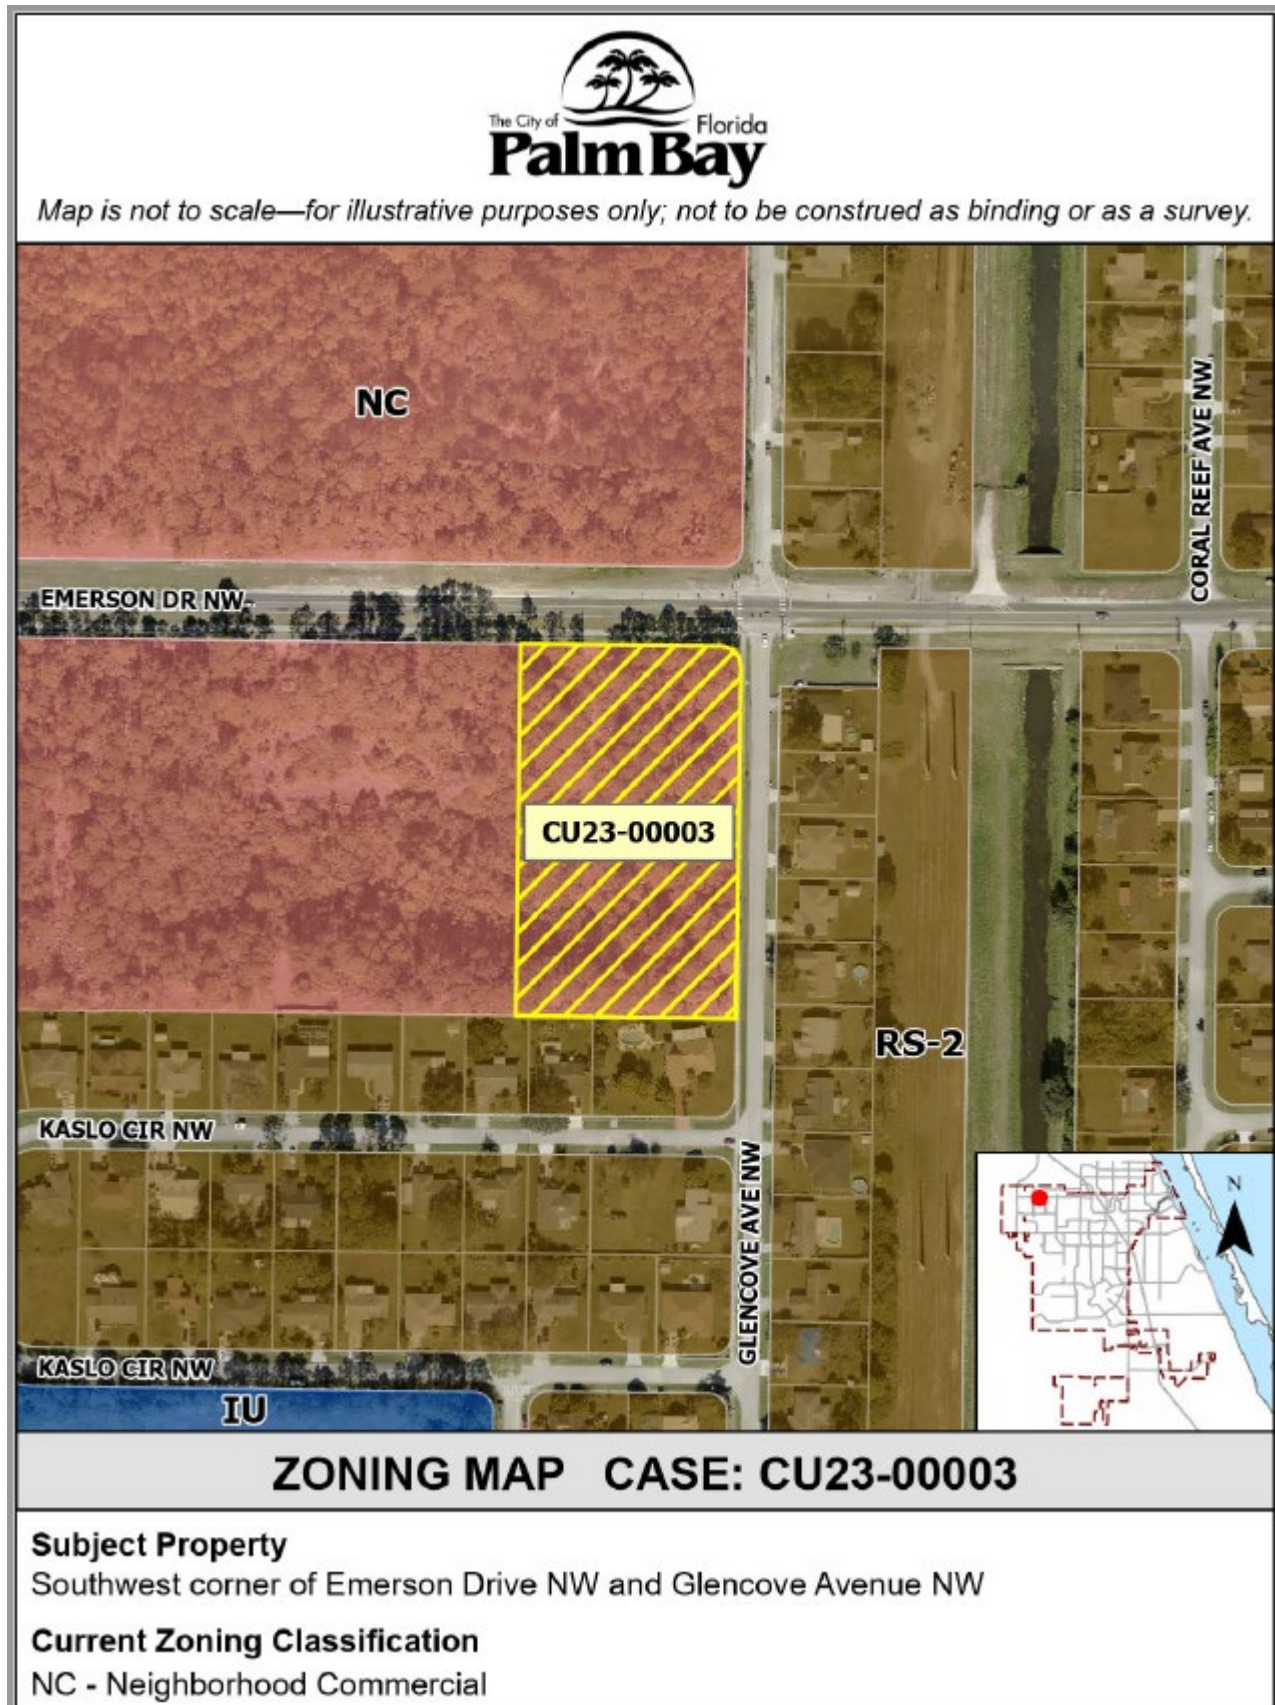 The City of Florida
Palm Bay
Map is not to scale—for illustrative purposes only; not to be construed as binding or as a survey.
NC
CORAL REEF AVE NW
EMERSON DR NW
CU23-00003
RS-2
KASLO CIR NW
GLENCOVE AVE NW
N
KASLO CIR NW
IU
ZONING MAP CASE: CU23-00003
Subject Property
Southwest corner of Emerson Drive NW and Glencove Avenue NW
Current Zoning Classification
NC - Neighborhood Commercial